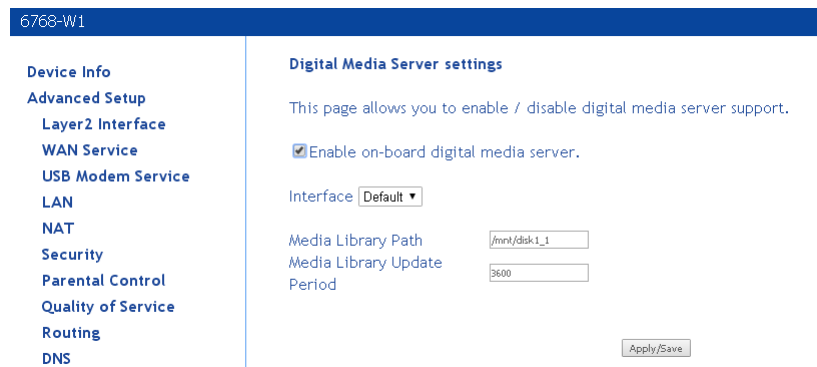 6768-W1
Device Info
Advanced Setup
Layer2 Interface
WAN Service
USB Modem Service
LAN
NAT
Security
Parental Control
Quality of Service
Routing
DNS
Digital Media Server settings
This page allows you to enable / disable digital media server support.
Enable on-board digital media server.
Interface Default
Media Library Path /mnt/disk1_1
Media Library Update
Period 3600
Apply/Save